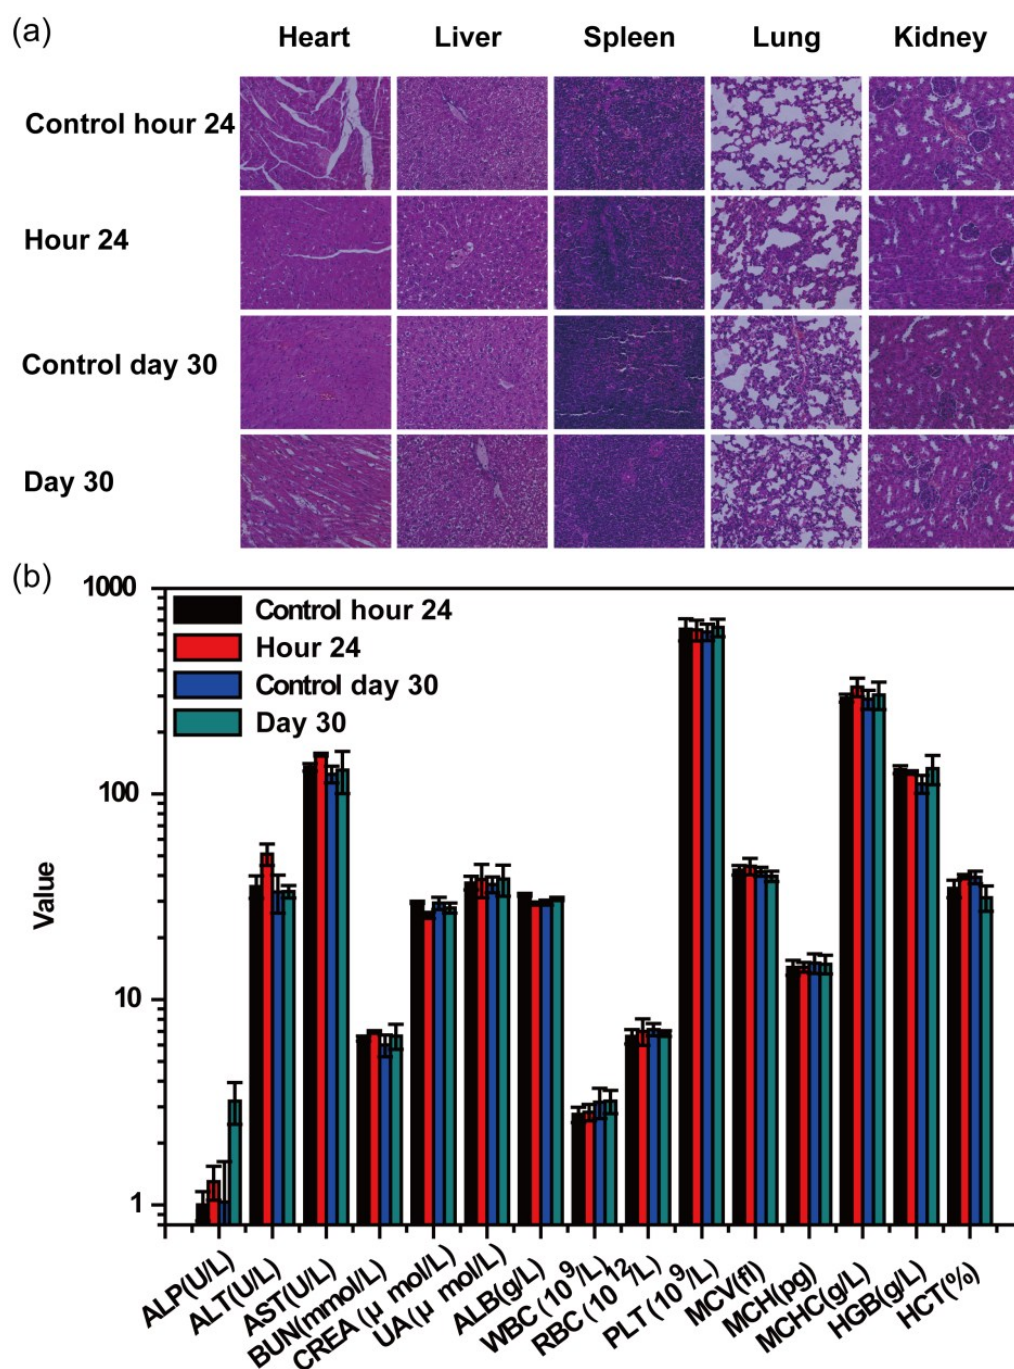 (a)
Heart Liver Spleen Lung Kidney
Control hour 24
Hour 24
Control day 30
Day 30
(b)
1000
100
10
1
Value
Control hour 24
Hour 24
Control day 30
Day 30
ALP(U/L)
ALT(U/L)
AST(U/L)
BUN(mmol/L)
CREA(μ mol/L)
UA(μ mol/L)
ALB(g/L)
WBC(10⁹/L)
RBC(10¹²/L)
PLT(10⁹/L)
MCV(fl)
MCH(pg)
MCHC(g/L)
HGB(g/L)
HCT(%)